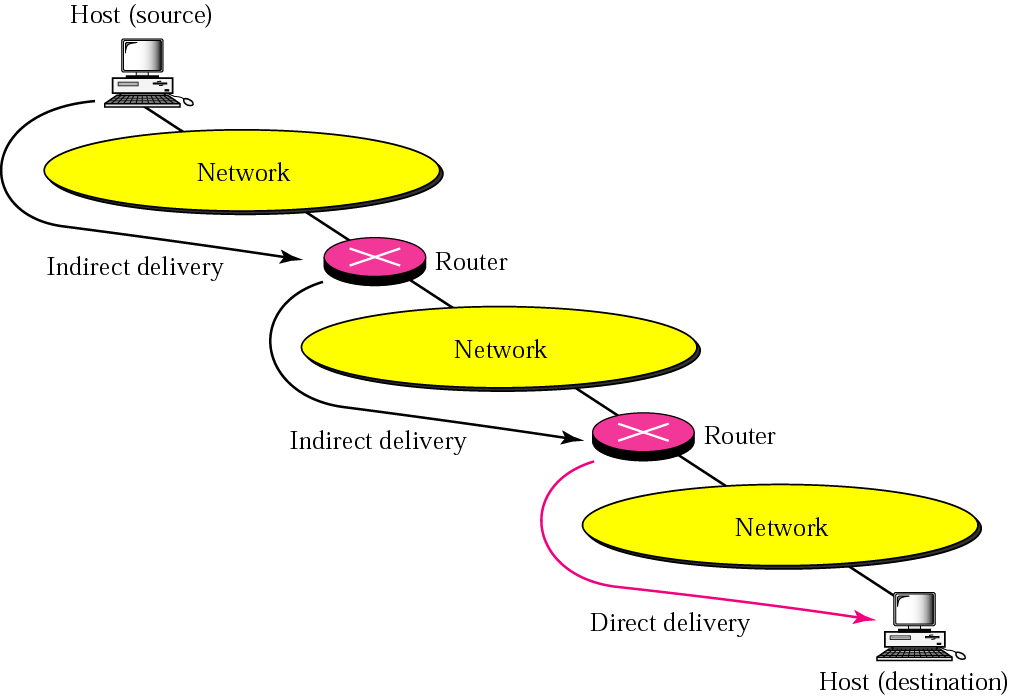 Host (source)
Network
Indirect delivery
Router
Network
Indirect delivery
Router
Network
Direct delivery
Host (destination)